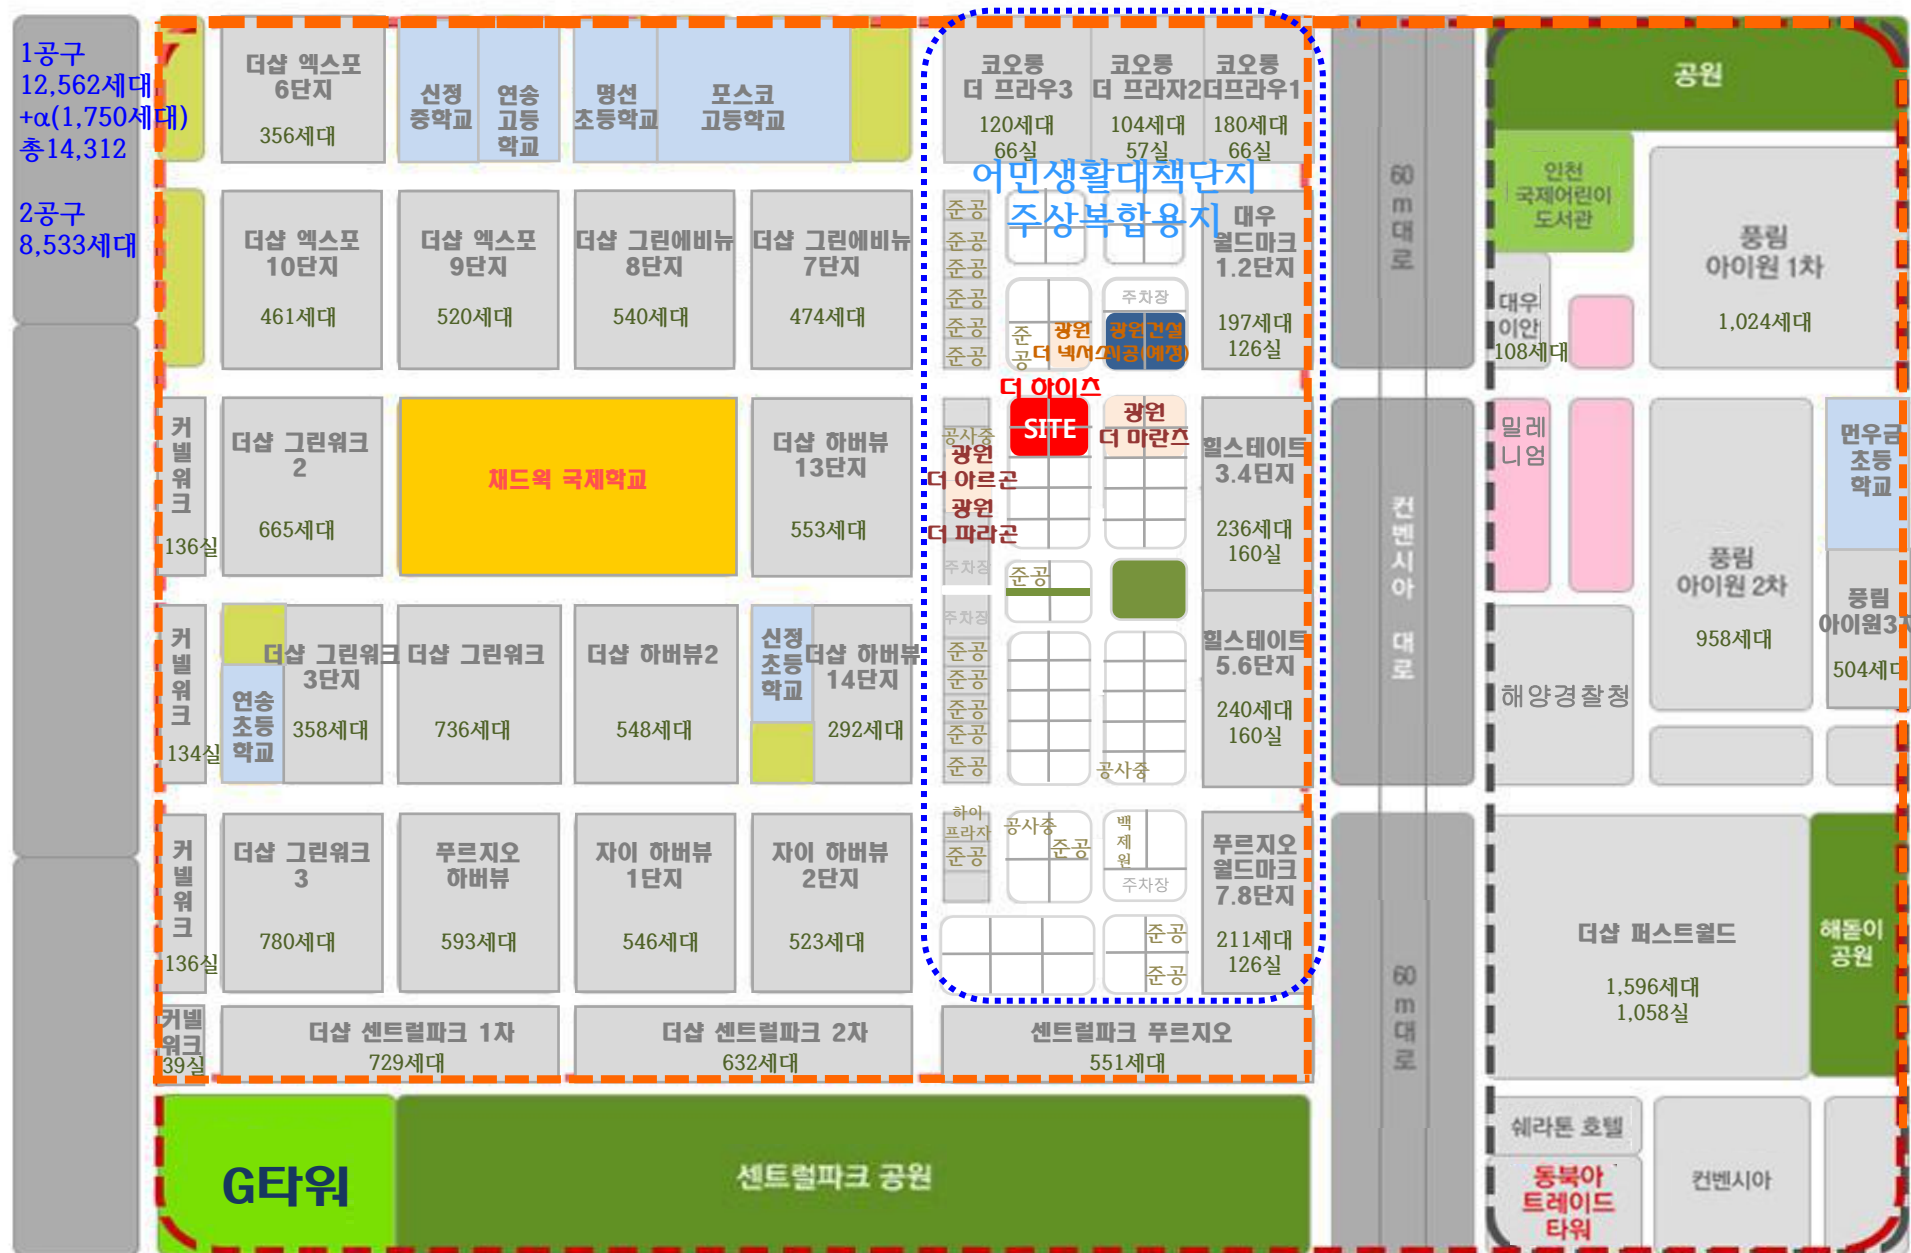 1공구
12,562세대
+α(1,750세대)
총14,312
2공구
8,533세대
더샵 엑스포
6단지
356세대
신정
중학교
연송
고등
학교
명선
초등학교
포스코
고등학교
코오롱
더 프라우3
120세대
66실
코오롱
더 프라자2
104세대
57실
코오롱
더프라우1
180세대
66실
어민생활대책단지
주상복합용지
60
m
대
로
공원
인천
국제어린이
도서관
풍림
아이원 1차
1,024세대
대우
이안
108세대
더샵 엑스포
10단지
461세대
더샵 엑스포
9단지
520세대
더샵 그린에비뉴
8단지
540세대
더샵 그린에비뉴
7단지
474세대
준공
준공
준공
준공
준공
준공
준
공
광원
더 넥서스
주차장
광원건설
시공(예정)
대우
월드마크
1.2단지
197세대
126실
커
넬
워
크
136실
더샵 그린워크
2
665세대
채드윅 국제학교
더샵 하버뷰
13단지
553세대
공사중
광원
더 아르곤
광원
더 파라곤
주차장
더 하이츠
SITE
광원
더 마란츠
준공
힐스테이트
3.4단지
236세대
160실
컨
벤
시
아
대
로
밀레
니엄
풍림
아이원 2차
958세대
먼우금
초등
학교
풍림
아이원3차
504세대
커
넬
워
크
134실
연송
초등
학교
더샵 그린워크
3단지
358세대
더샵 그린워크
736세대
더샵 하버뷰2
548세대
신정
초등
학교
더샵 하버뷰
14단지
292세대
주차장
준공
준공
준공
준공
준공
공사중
힐스테이트
5.6단지
240세대
160실
해양경찰청
커
넬
워
크
136실
더샵 그린워크
3
780세대
푸르지오
하버뷰
593세대
자이 하버뷰
1단지
546세대
자이 하버뷰
2단지
523세대
하이
프라자
준공
공사중
준공
백
제
원
주차장
준공
준공
푸르지오
월드마크
7.8단지
211세대
126실
60
m
대
로
더샵 퍼스트월드
1,596세대
1,058실
해돋이
공원
커넬
워크
39실
더샵 센트럴파크 1차
729세대
더샵 센트럴파크 2차
632세대
센트럴파크 푸르지오
551세대
G타워
센트럴파크 공원
쉐라톤 호텔
동북아
트레이드
타워
컨벤시아